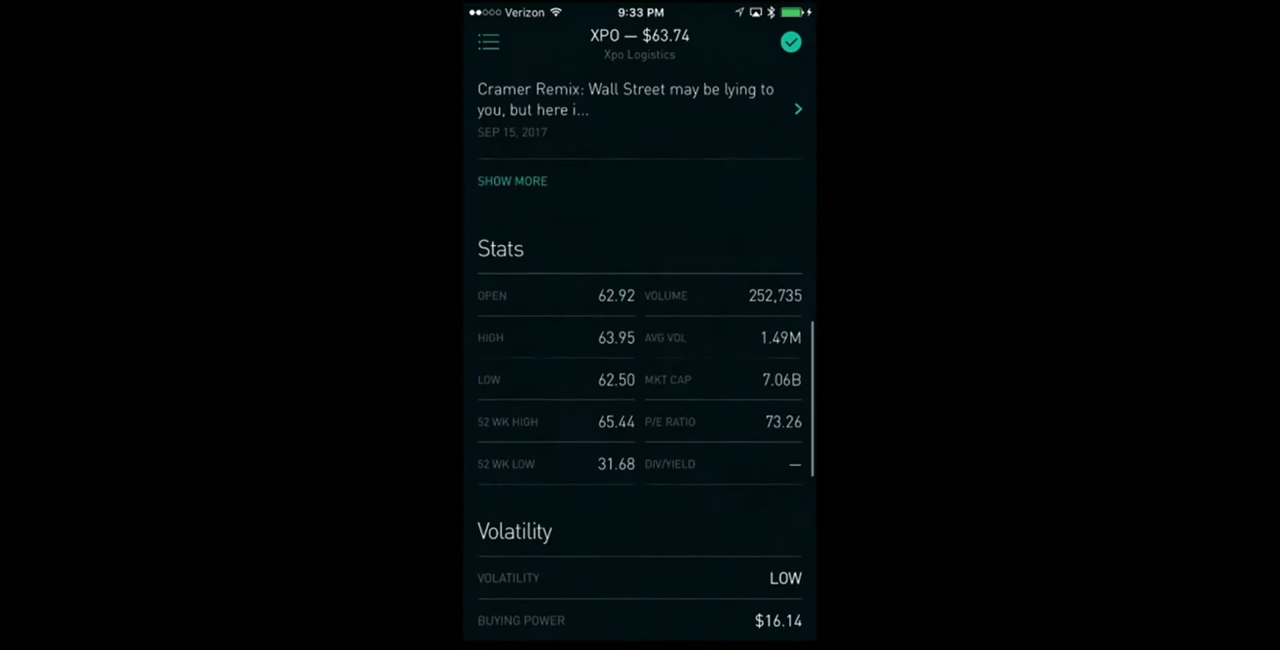 Verizon 9:33 PM
XPO — $63.74
Xpo Logistics
Cramer Remix: Wall Street may be lying to
you, but here i...
SEP 15, 2017
SHOW MORE
Stats
OPEN 62.92 VOLUME 252,735
HIGH 63.95 AVG VOL 1.49M
LOW 62.50 MKT CAP 7.06B
52 WK HIGH 65.44 P/E RATIO 73.26
52 WK LOW 31.68 DIV/YIELD —
Volatility
VOLATILITY LOW
BUYING POWER $16.14